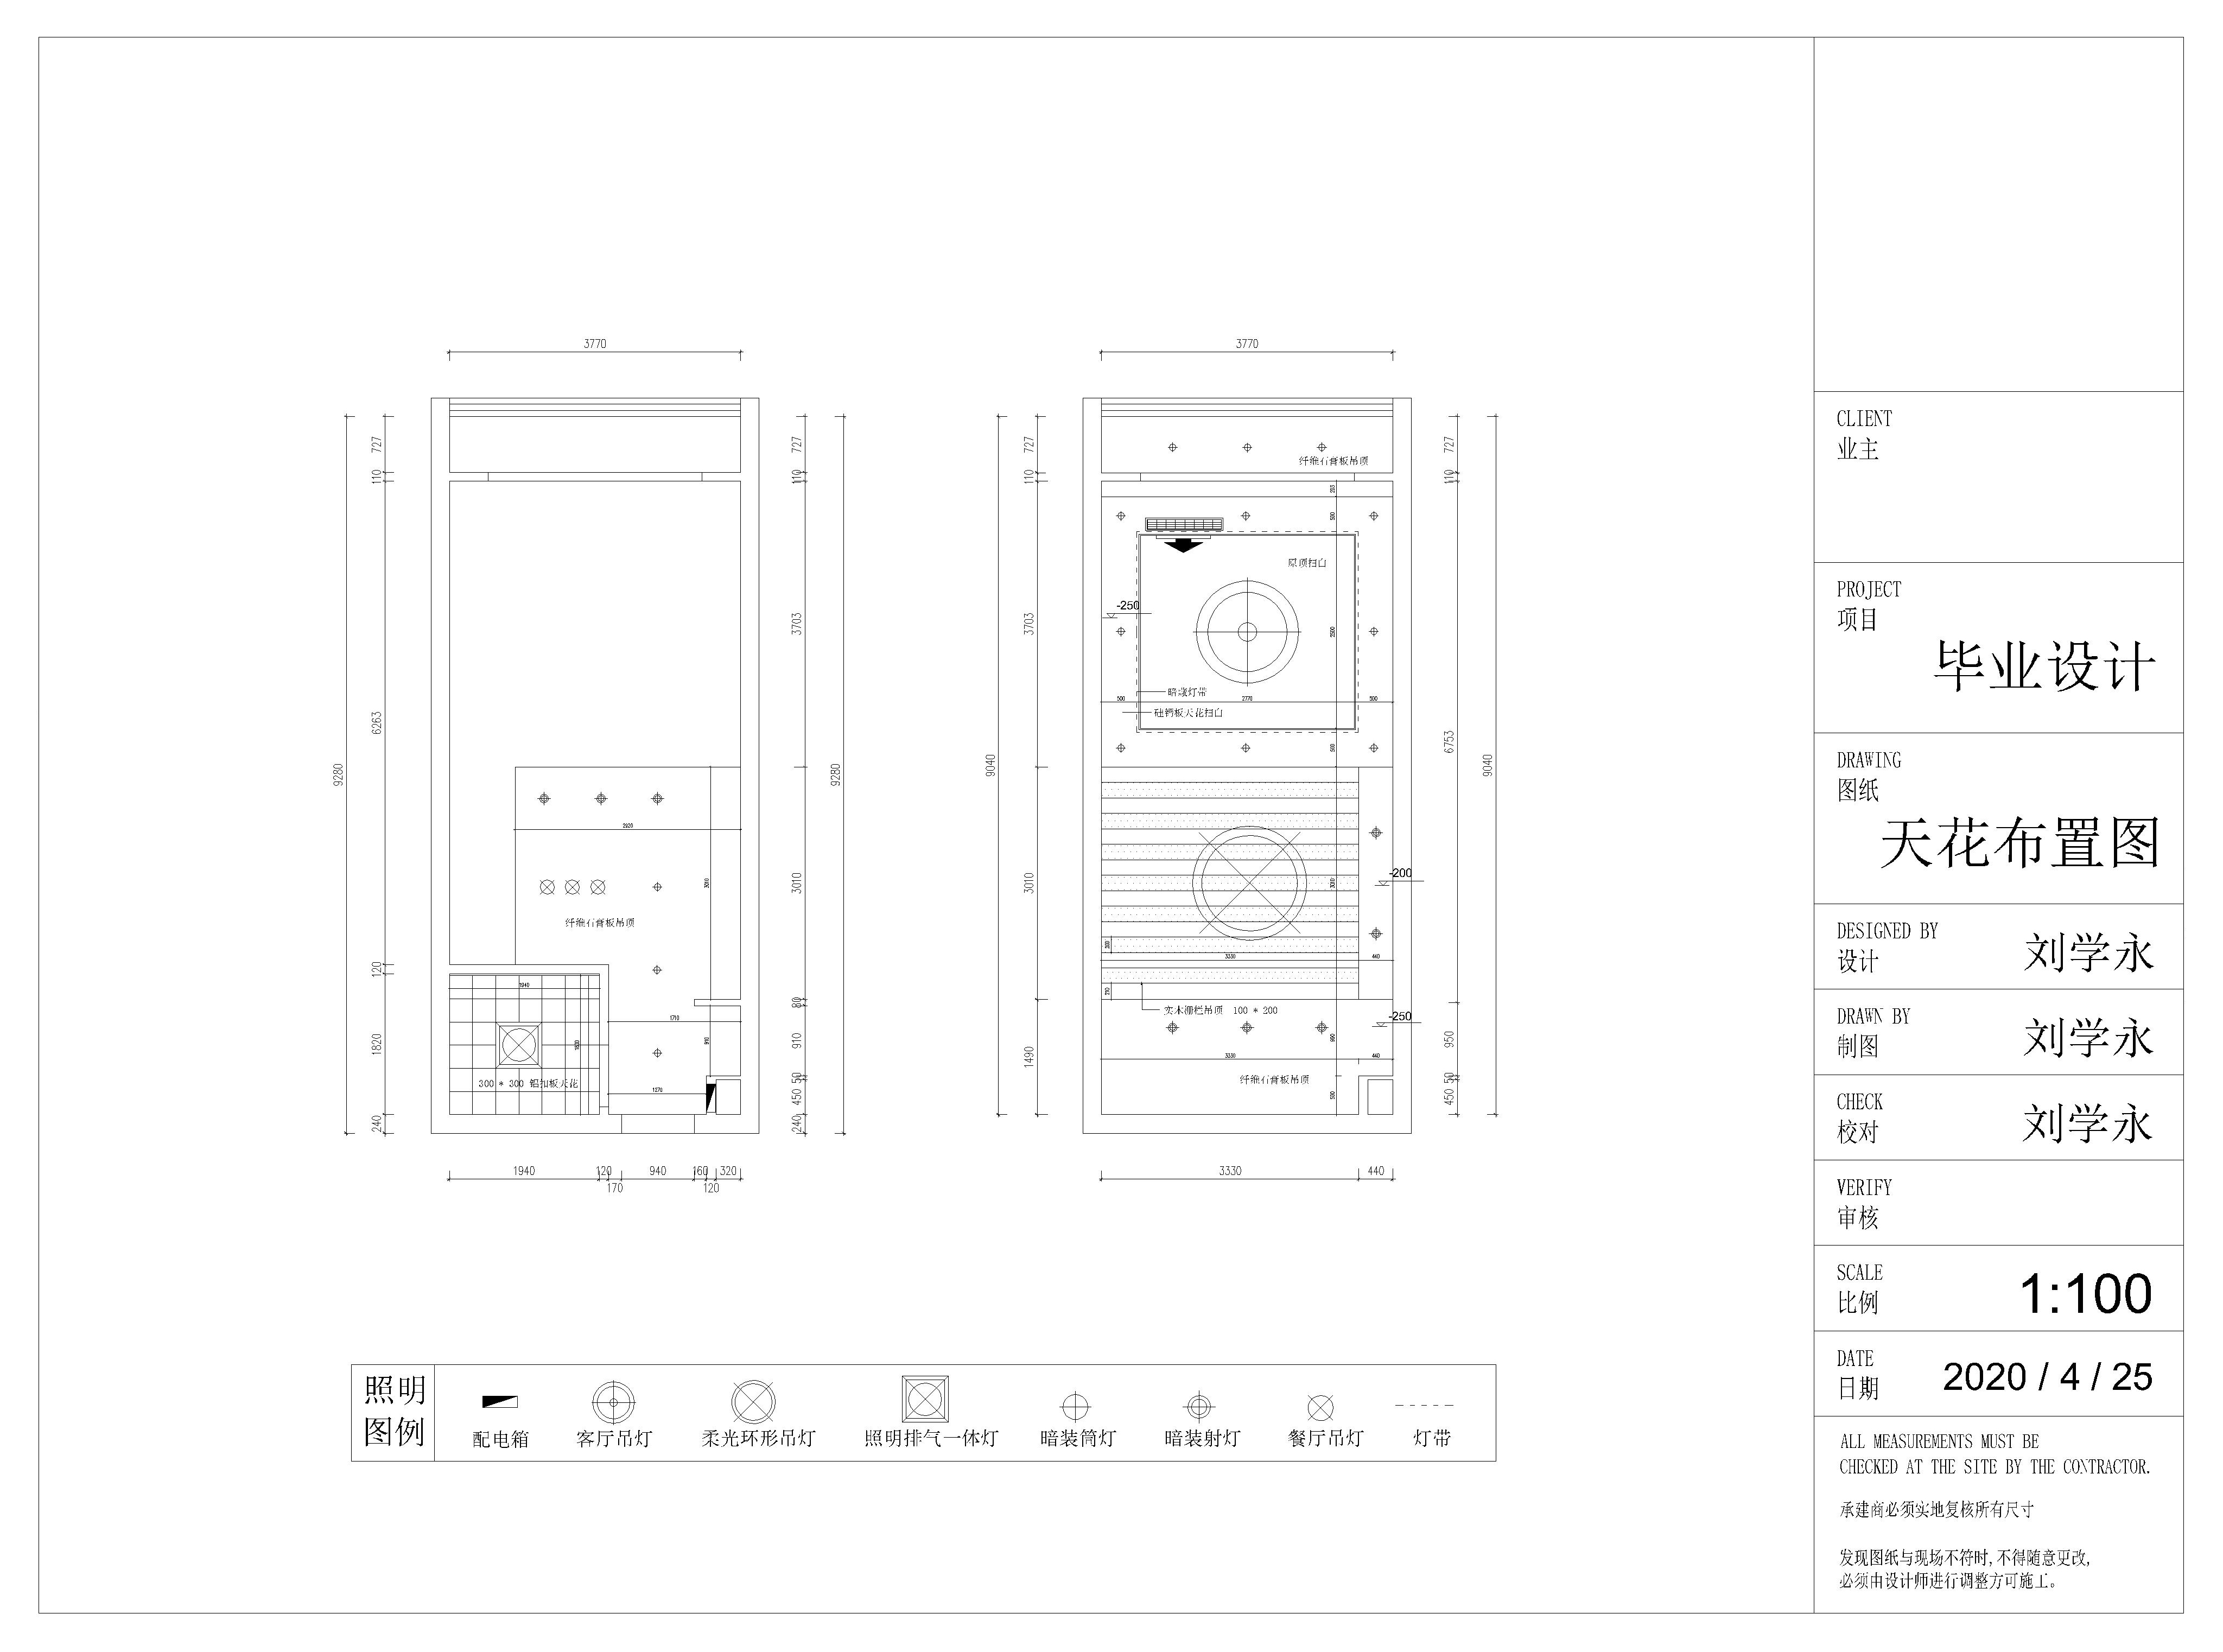 3770
727
110
6263
9280
120
1820
240
727
110
3703
9280
3010
80
910
50
450
240
2920
3010
纤维石膏板吊顶
1940
1820
300 * 300 铝扣板天花
1710
910
1270
1940
120
170
940
160
120
320
3770
727
110
3703
9040
3010
1490
727
110
6753
9040
950
50
450
纤维石膏板吊顶
500
原顶扫白
-250
2500
暗藏灯带
500
2770
500
硅钙板天花扫白
500
-200
3010
3330
440
实木栅栏吊顶 100 * 200
-250
3330
440
纤维石膏板吊顶
500
3330
440
照明
图例
配电箱
客厅吊灯
柔光环形吊灯
照明排气一体灯
暗装筒灯
暗装射灯
餐厅吊灯
灯带
CLIENT
业主
PROJECT
项目
毕业设计
DRAWING
图纸
天花布置图
DESIGNED BY
设计
刘学永
DRAWN BY
制图
刘学永
CHECK
校对
刘学永
VERIFY
审核
SCALE
比例
1:100
DATE
日期
2020 / 4 / 25
ALL MEASUREMENTS MUST BE
CHECKED AT THE SITE BY THE CONTRACTOR.
承建商必须实地复核所有尺寸
发现图纸与现场不符时,不得随意更改,
必须由设计师进行调整方可施工。